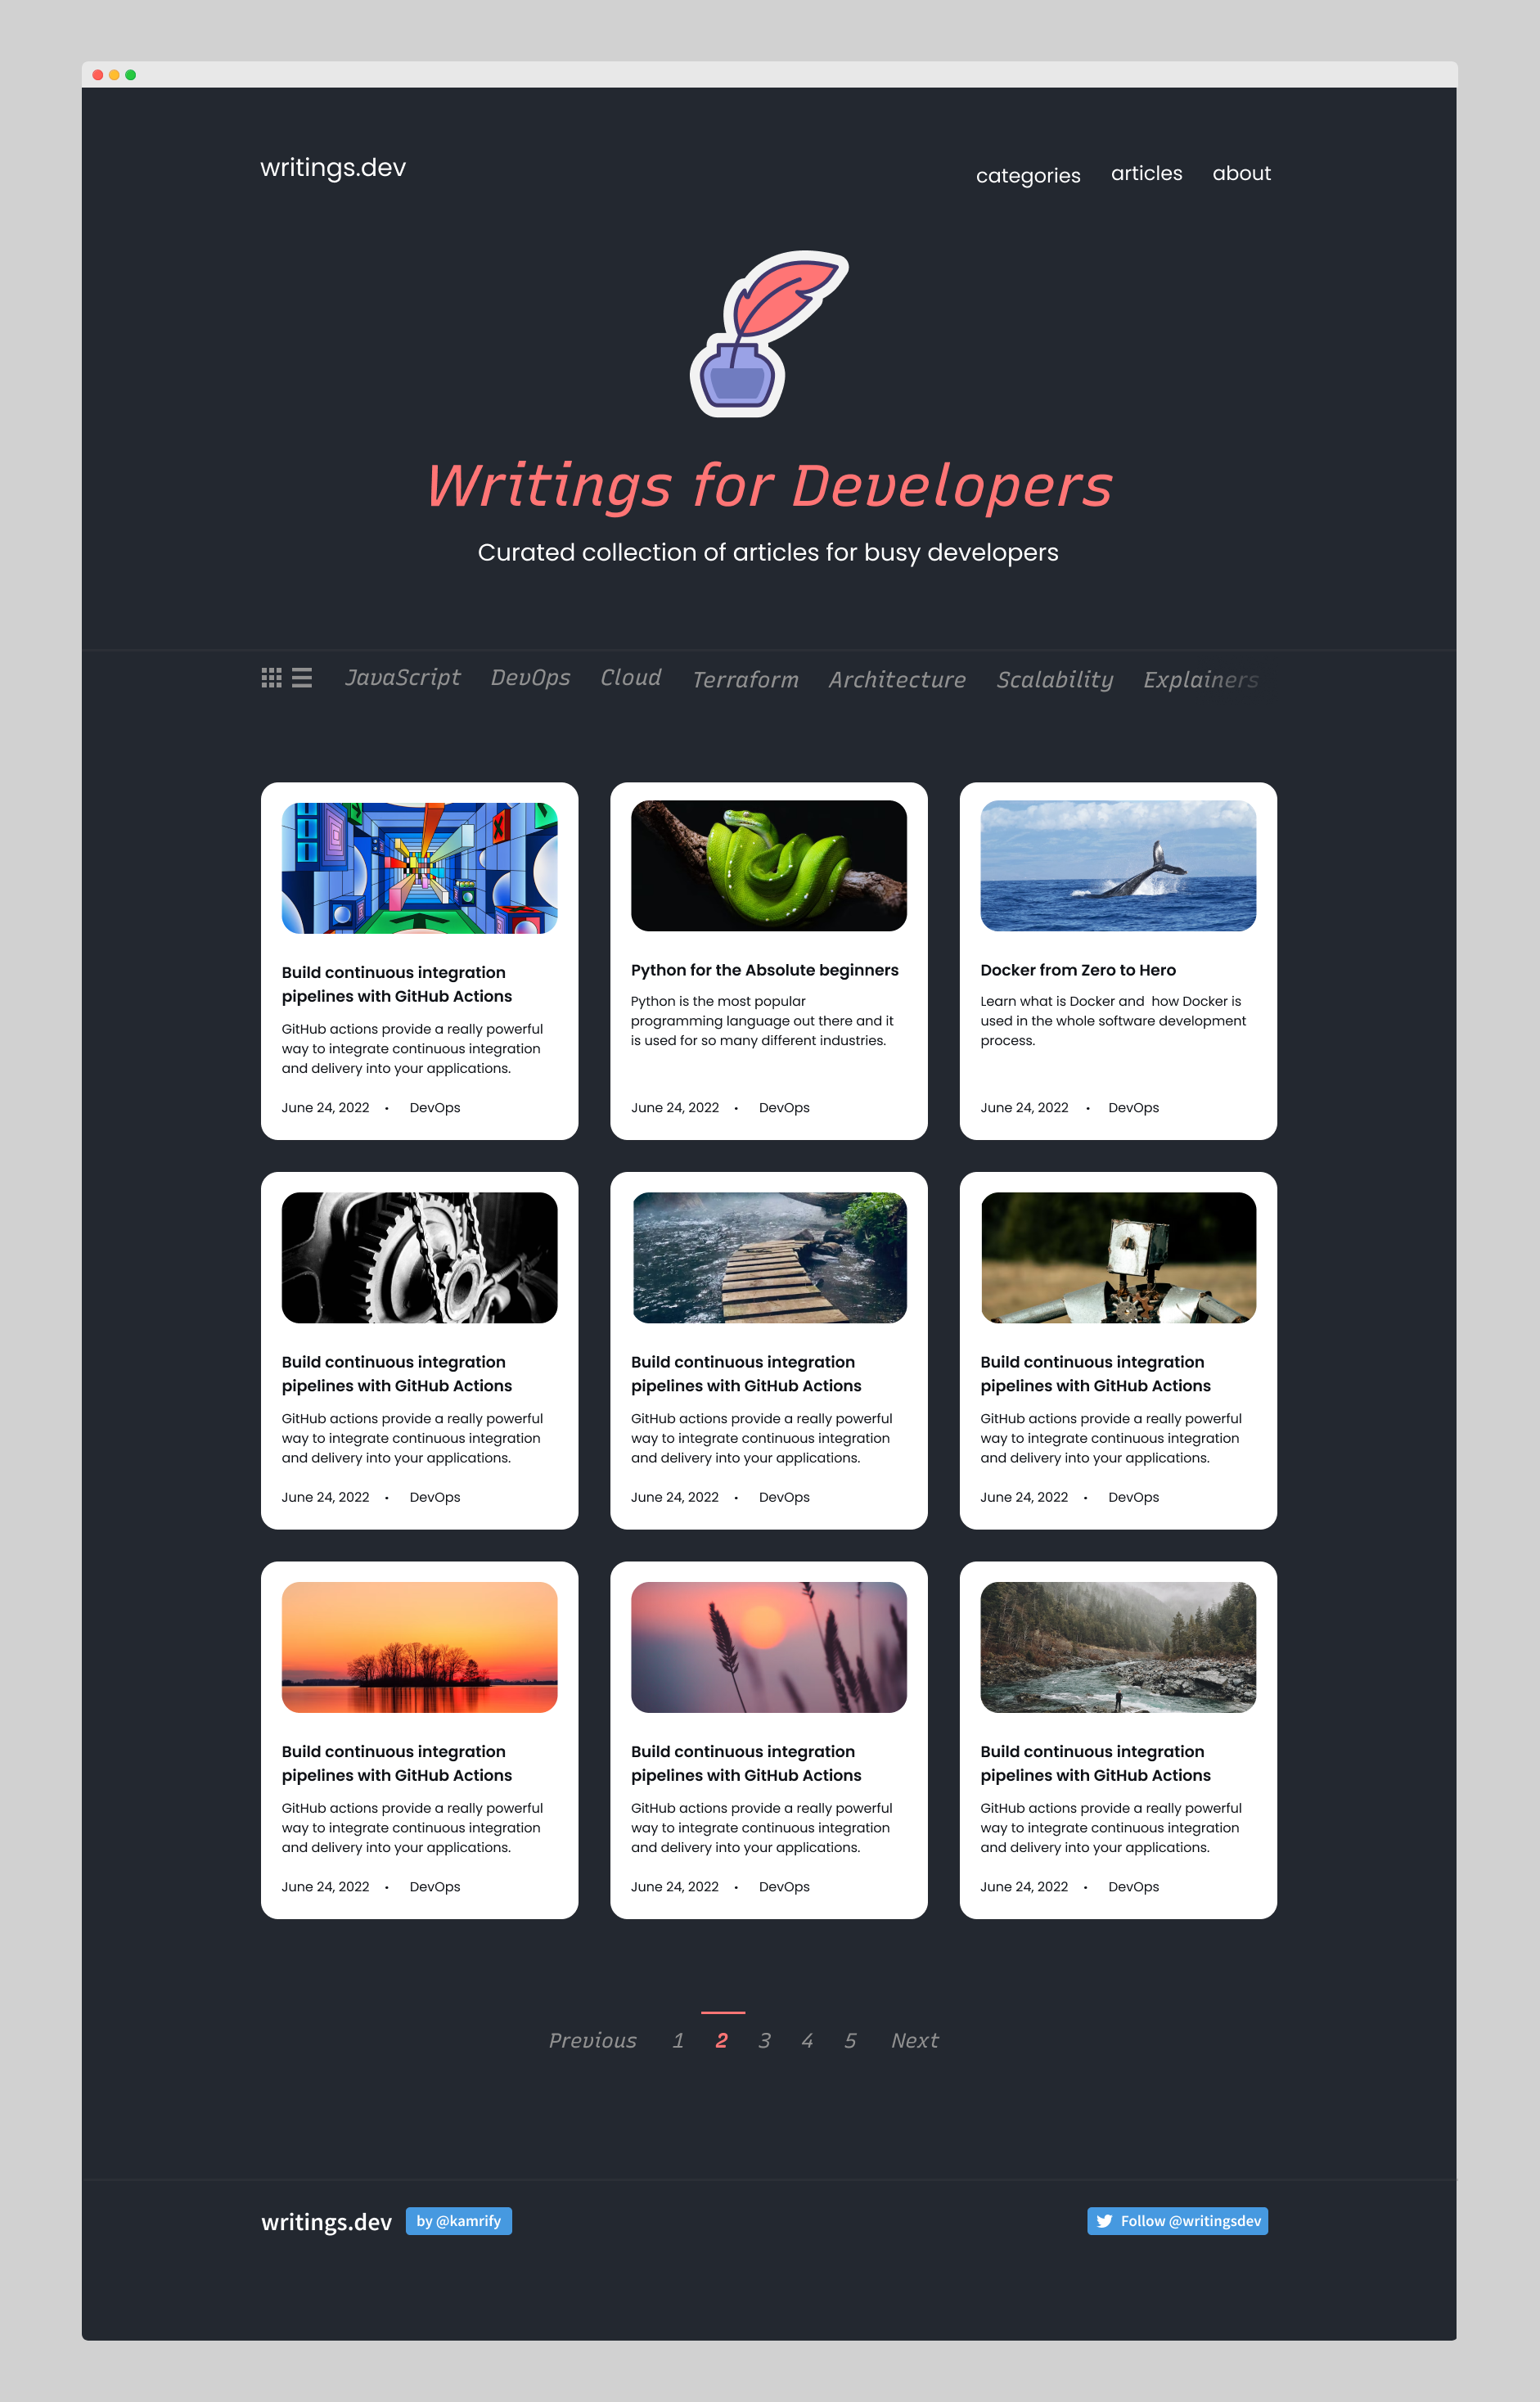 writings.dev
categories articles about
Writings for Developers
Curated collection of articles for busy developers
JavaScript DevOps Cloud Terraform Architecture Scalability Explainers
Build continuous integration
pipelines with GitHub Actions
GitHub actions provide a really powerful
way to integrate continuous integration
and delivery into your applications.
June 24, 2022 • DevOps
Python for the Absolute beginners
Python is the most popular
programming language out there and it
is used for so many different industries.
June 24, 2022 • DevOps
Docker from Zero to Hero
Learn what is Docker and how Docker is
used in the whole software development
process.
June 24, 2022 • DevOps
Build continuous integration
pipelines with GitHub Actions
GitHub actions provide a really powerful
way to integrate continuous integration
and delivery into your applications.
June 24, 2022 • DevOps
Build continuous integration
pipelines with GitHub Actions
GitHub actions provide a really powerful
way to integrate continuous integration
and delivery into your applications.
June 24, 2022 • DevOps
Build continuous integration
pipelines with GitHub Actions
GitHub actions provide a really powerful
way to integrate continuous integration
and delivery into your applications.
June 24, 2022 • DevOps
Build continuous integration
pipelines with GitHub Actions
GitHub actions provide a really powerful
way to integrate continuous integration
and delivery into your applications.
June 24, 2022 • DevOps
Build continuous integration
pipelines with GitHub Actions
GitHub actions provide a really powerful
way to integrate continuous integration
and delivery into your applications.
June 24, 2022 • DevOps
Build continuous integration
pipelines with GitHub Actions
GitHub actions provide a really powerful
way to integrate continuous integration
and delivery into your applications.
June 24, 2022 • DevOps
Previous 1 2 3 4 5 Next
writings.dev by @kamrify
Follow @writingsdev